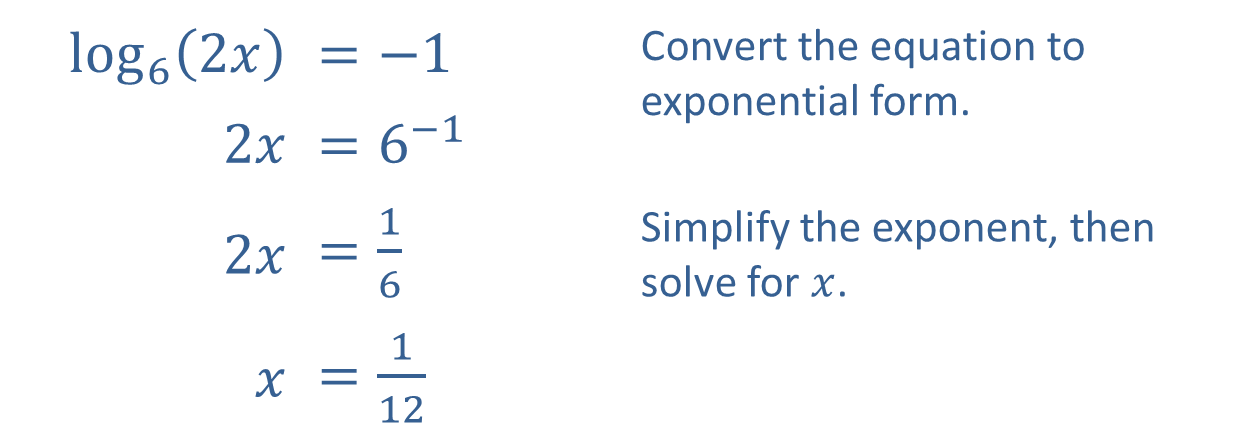 log₆(2x) = −1
Convert the equation to
exponential form.
2x = 6⁻¹
2x = 1/6
Simplify the exponent, then
solve for x.
x = 1/12